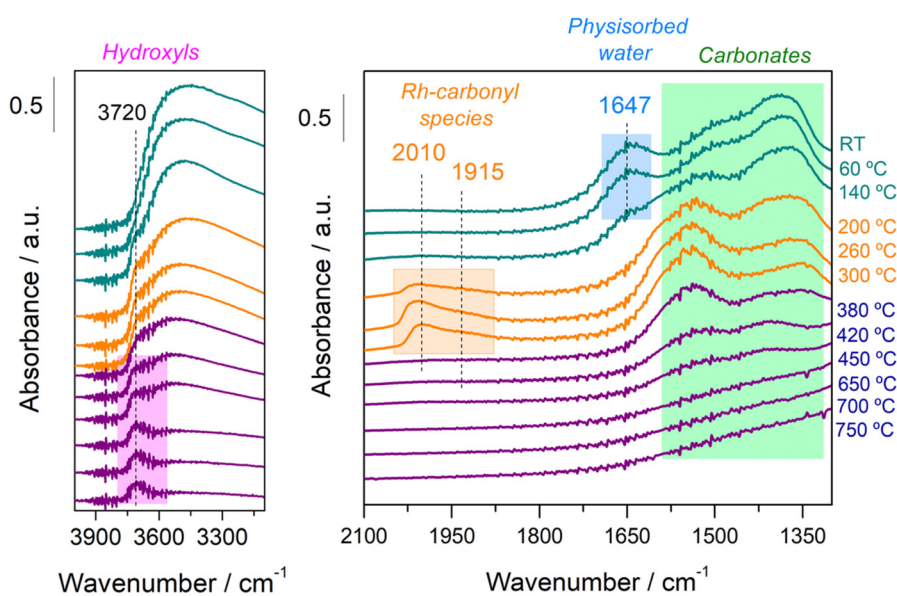 Hydroxyls
0.5
3720
Absorbance / a.u.
3900 3600 3300
Wavenumber / cm⁻¹
Physisorbed
water
Carbonates
0.5
Rh-carbonyl
species
1647
2010
1915
RT
60 ºC
140 ºC
200 ºC
260 ºC
300 ºC
380 ºC
420 ºC
450 ºC
650 ºC
700 ºC
750 ºC
Absorbance / a.u.
2100 1950 1800 1650 1500 1350
Wavenumber / cm⁻¹